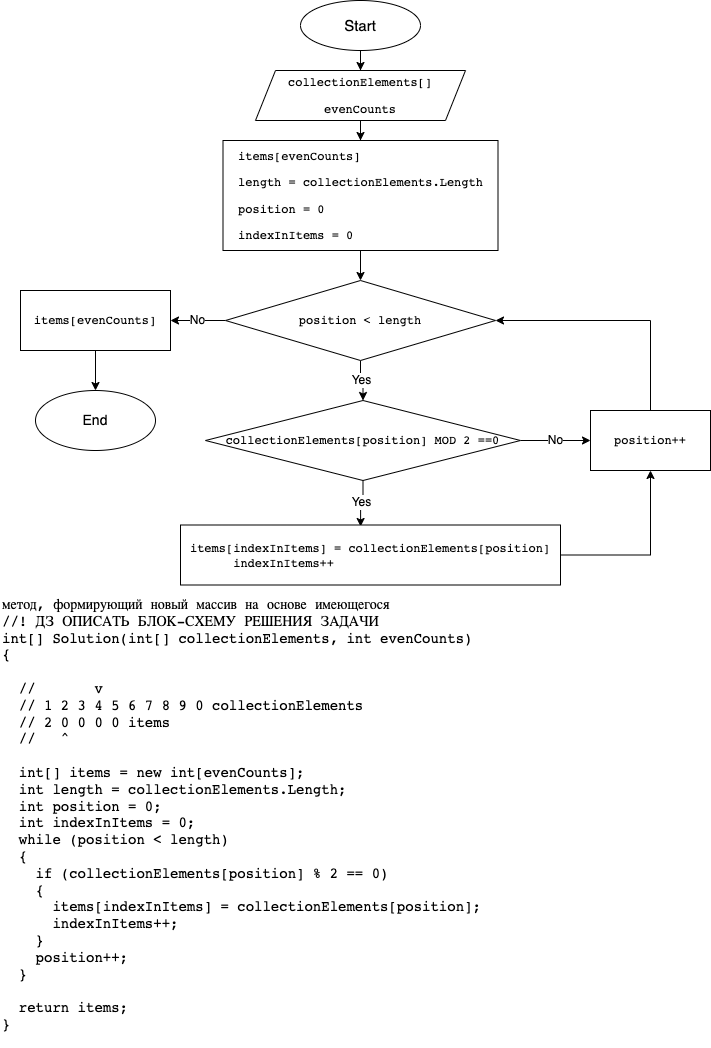 Start
collectionElements[]
evenCounts
items[evenCounts]
length = collectionElements.Length
position = 0
indexInItems = 0
items[evenCounts]
No
position < length
Yes
End
collectionElements[position] MOD 2 ==0
No
position++
Yes
items[indexInItems] = collectionElements[position]
indexInItems++
метод, формирующий новый массив на основе имеющегося
//! ДЗ ОПИСАТЬ БЛОК-СХЕМУ РЕШЕНИЯ ЗАДАЧИ
int[] Solution(int[] collectionElements, int evenCounts)
{
  //       v
  // 1 2 3 4 5 6 7 8 9 0 collectionElements
  // 2 0 0 0 0 items
  //   ^
  int[] items = new int[evenCounts];
  int length = collectionElements.Length;
  int position = 0;
  int indexInItems = 0;
  while (position < length)
  {
    if (collectionElements[position] % 2 == 0)
    {
      items[indexInItems] = collectionElements[position];
      indexInItems++;
    }
    position++;
  }
  return items;
}